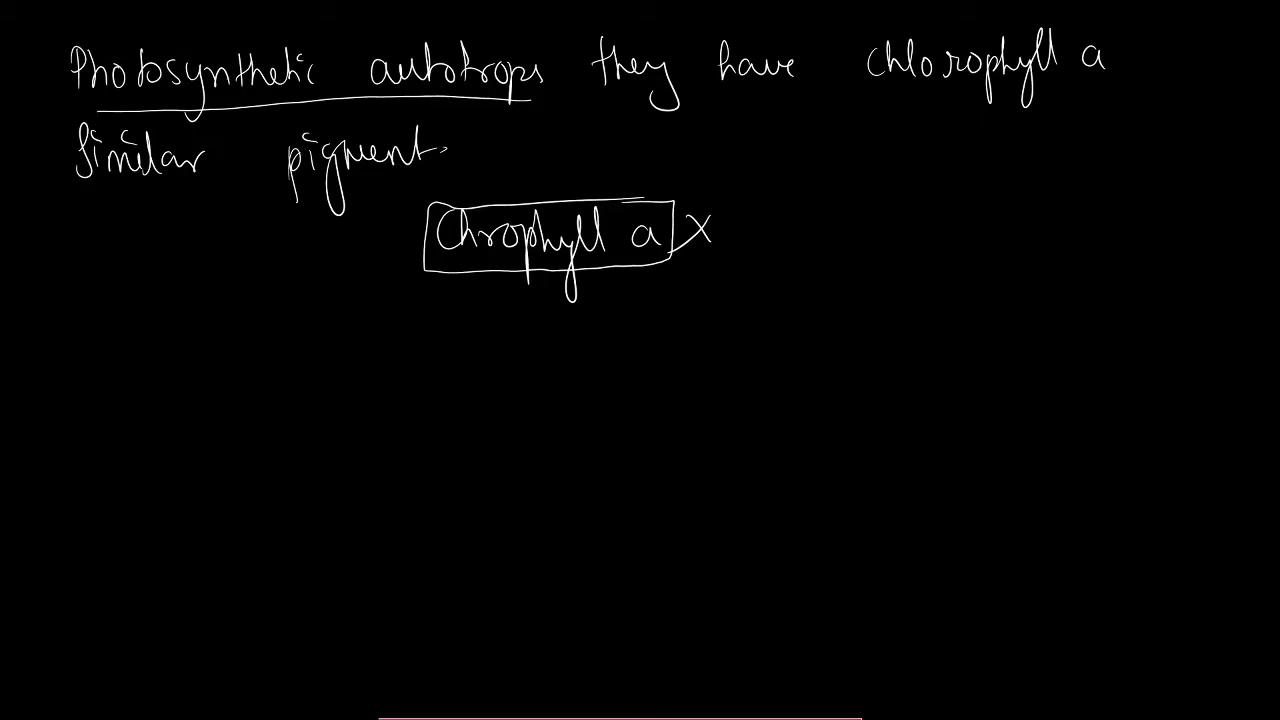 Photosynthetic autotrops they have chlorophyll a
Similar pigment.
Chrophyll a X